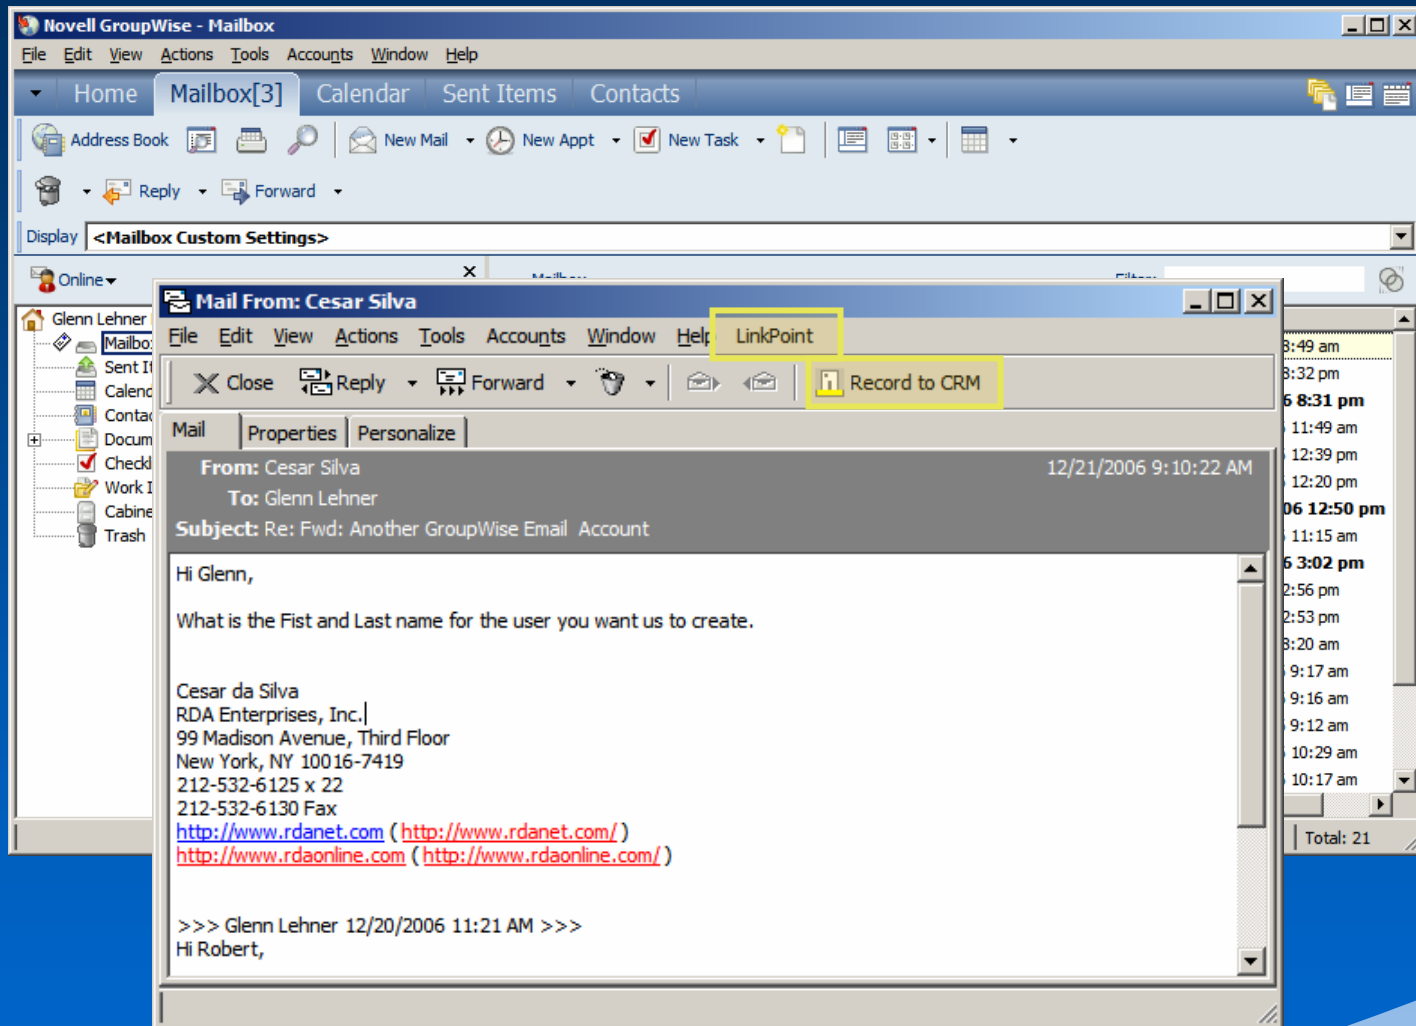 Novell GroupWise - Mailbox
File Edit View Actions Tools Accounts Window Help
Home Mailbox[3] Calendar Sent Items Contacts
Address Book New Mail New Appt New Task
Reply Forward
Display <Mailbox Custom Settings>
Online Mailbox Filter:
Glenn Lehner
Mailbo
Sent It
Calend
Contac
Docum
Checkl
Work I
Cabine
Trash
Mail From: Cesar Silva
File Edit View Actions Tools Accounts Window Help LinkPoint
Close Reply Forward Record to CRM
Mail Properties Personalize
From: Cesar Silva 12/21/2006 9:10:22 AM
To: Glenn Lehner
Subject: Re: Fwd: Another GroupWise Email Account
Hi Glenn,
What is the Fist and Last name for the user you want us to create.
Cesar da Silva
RDA Enterprises, Inc.
99 Madison Avenue, Third Floor
New York, NY 10016-7419
212-532-6125 x 22
212-532-6130 Fax
http://www.rdanet.com ( http://www.rdanet.com/ )
http://www.rdaonline.com ( http://www.rdaonline.com/ )
>>> Glenn Lehner 12/20/2006 11:21 AM >>>
Hi Robert,
3:49 am
3:32 pm
6 8:31 pm
11:49 am
12:39 pm
12:20 pm
06 12:50 pm
11:15 am
6 3:02 pm
2:56 pm
2:53 pm
3:20 am
9:17 am
9:16 am
9:12 am
10:29 am
10:17 am
Total: 21